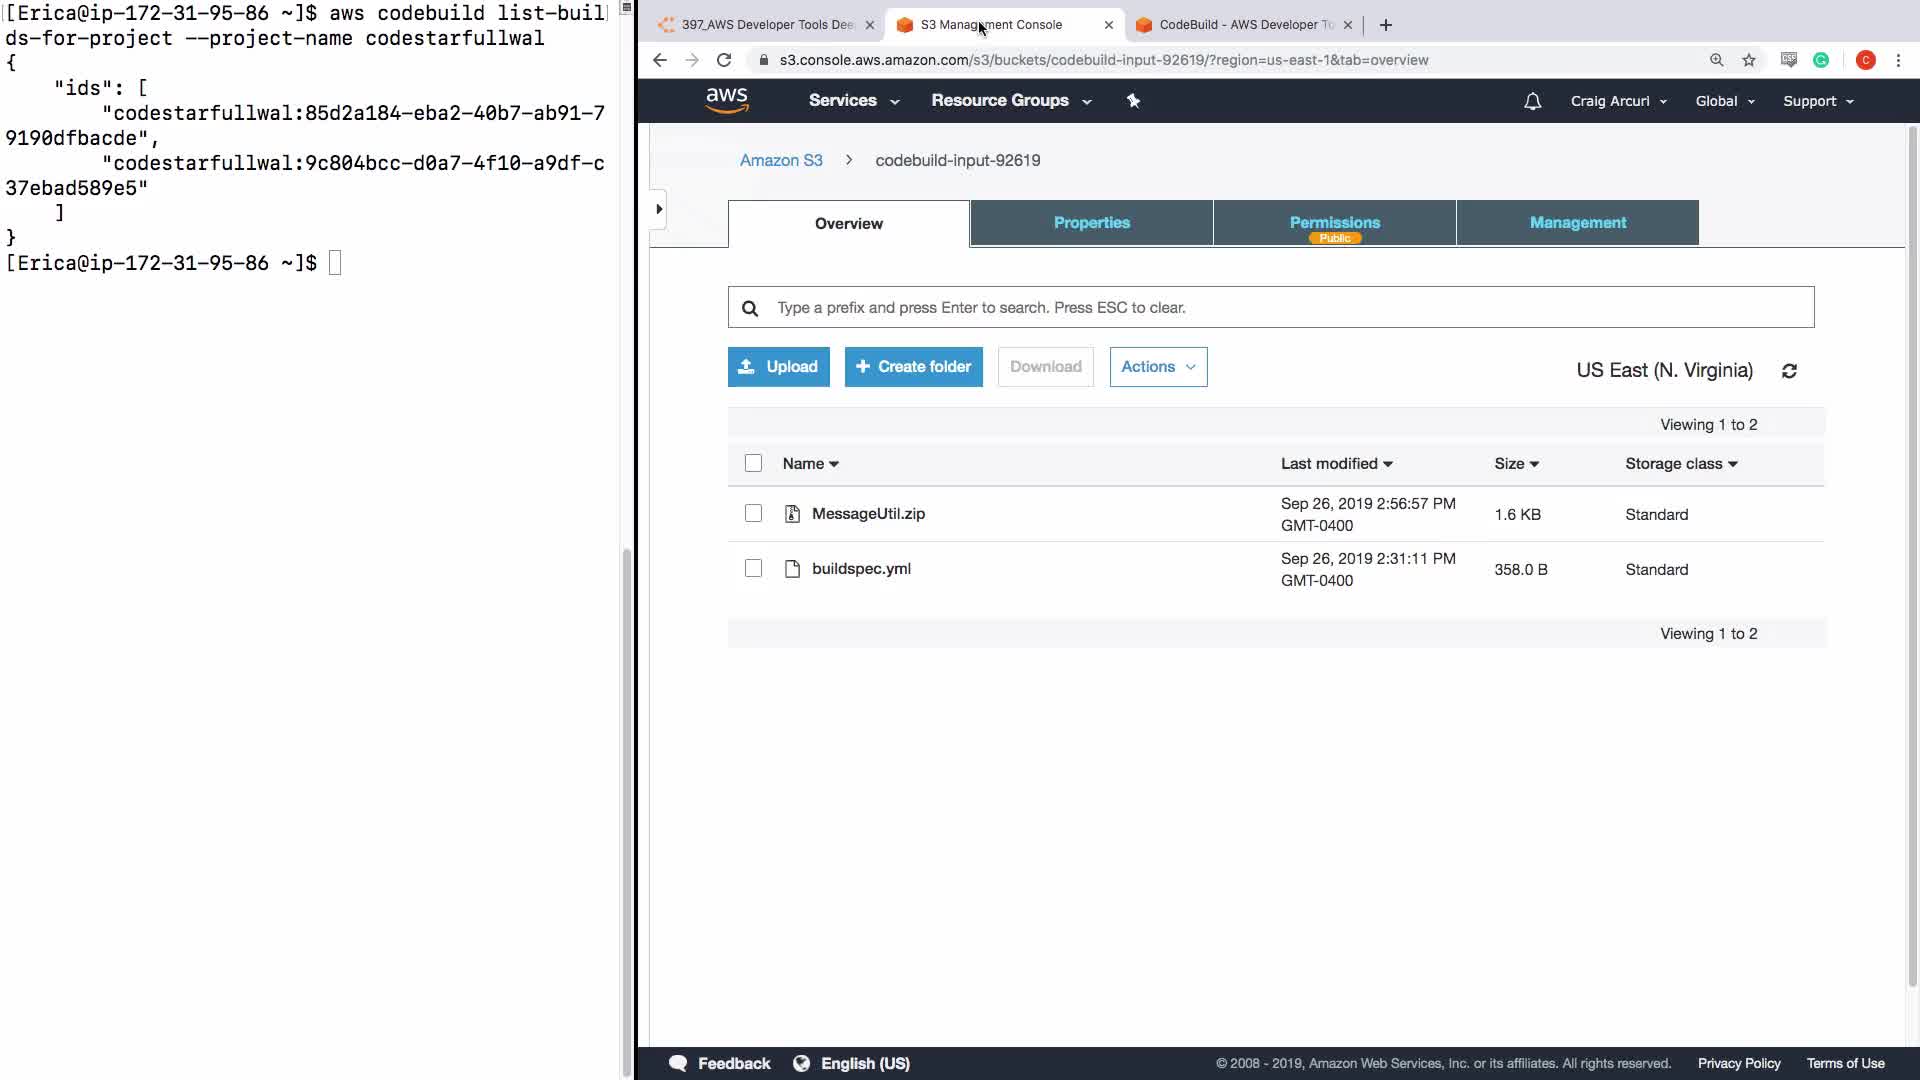 [Erica@ip-172-31-95-86 ~]$ aws codebuild list-buil
ds-for-project --project-name codestarfullwal
{
    "ids": [
        "codestarfullwal:85d2a184-eba2-40b7-ab91-7
9190dfbacde",
        "codestarfullwal:9c804bcc-d0a7-4f10-a9df-c
37ebad589e5"
    ]
}
[Erica@ip-172-31-95-86 ~]$
397_AWS Developer Tools Dee
S3 Management Console
CodeBuild - AWS Developer To
s3.console.aws.amazon.com/s3/buckets/codebuild-input-92619/?region=us-east-1&tab=overview
C
aws
Services
Resource Groups
Craig Arcuri
Global
Support
Amazon S3 > codebuild-input-92619
Overview
Properties
Permissions
Public
Management
Type a prefix and press Enter to search. Press ESC to clear.
Upload
+ Create folder
Download
Actions
US East (N. Virginia)
Viewing 1 to 2
Name
Last modified
Size
Storage class
MessageUtil.zip
Sep 26, 2019 2:56:57 PM
GMT-0400
1.6 KB
Standard
buildspec.yml
Sep 26, 2019 2:31:11 PM
GMT-0400
358.0 B
Standard
Viewing 1 to 2
Feedback
English (US)
© 2008 - 2019, Amazon Web Services, Inc. or its affiliates. All rights reserved.
Privacy Policy
Terms of Use